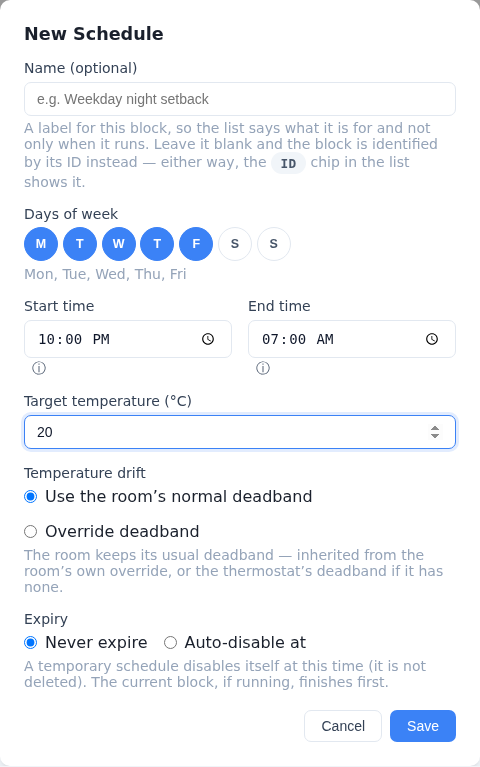 New Schedule
Name (optional)
e.g. Weekday night setback
A label for this block, so the list says what it is for and not
only when it runs. Leave it blank and the block is identified
by its ID instead — either way, the ID chip in the list
shows it.
Days of week
M T W T F S S
Mon, Tue, Wed, Thu, Fri
Start time End time
10:00 PM 07:00 AM
ⓘ ⓘ
Target temperature (°C)
20
Temperature drift
Use the room’s normal deadband
Override deadband
The room keeps its usual deadband — inherited from the
room’s own override, or the thermostat’s deadband if it has
none.
Expiry
Never expire Auto-disable at
A temporary schedule disables itself at this time (it is not
deleted). The current block, if running, finishes first.
Cancel Save